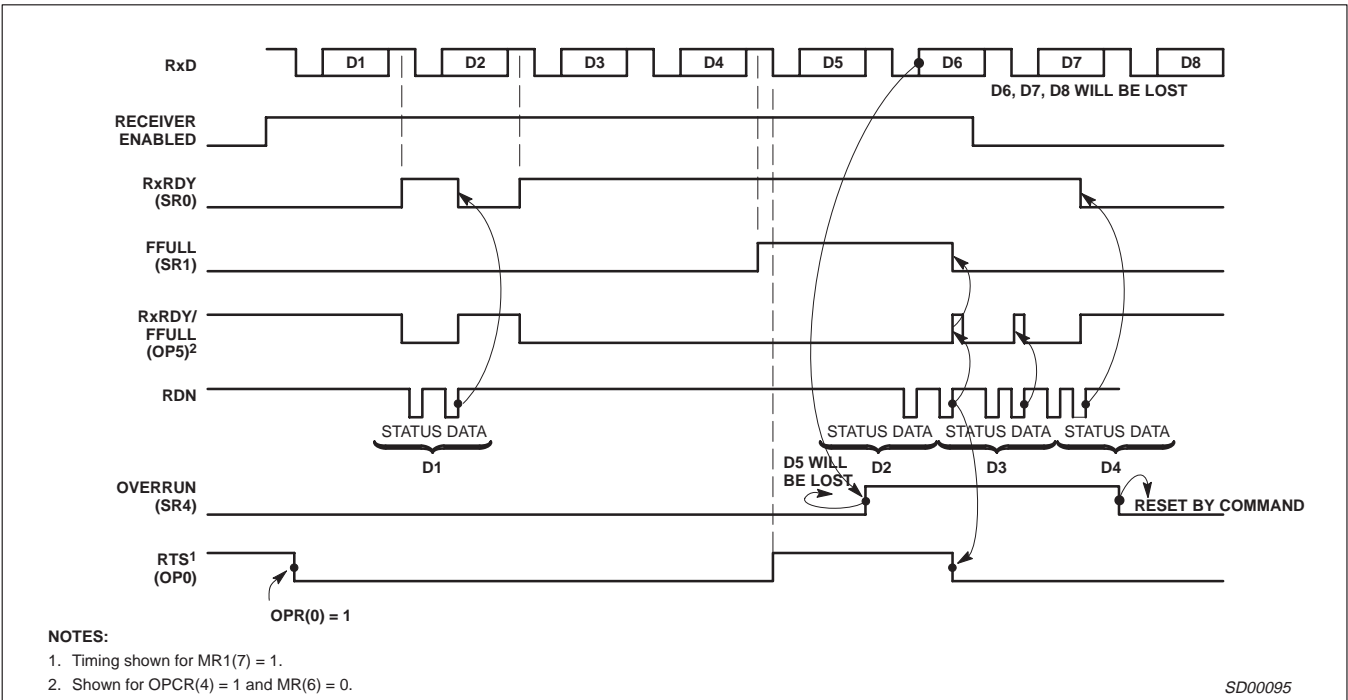 RxD
D1 D2 D3 D4 D5 D6 D7 D8
D6, D7, D8 WILL BE LOST
RECEIVER
ENABLED
RxRDY
(SR0)
FFULL
(SR1)
RxRDY/
FFULL
(OP5)2
RDN
STATUS DATA STATUS DATA STATUS DATA STATUS DATA
D1 D2 D3 D4
D5 WILL
BE LOST
OVERRUN
(SR4)
RESET BY COMMAND
RTS1
(OP0)
OPR(0) = 1
NOTES:
1. Timing shown for MR1(7) = 1.
2. Shown for OPCR(4) = 1 and MR(6) = 0.
SD00095